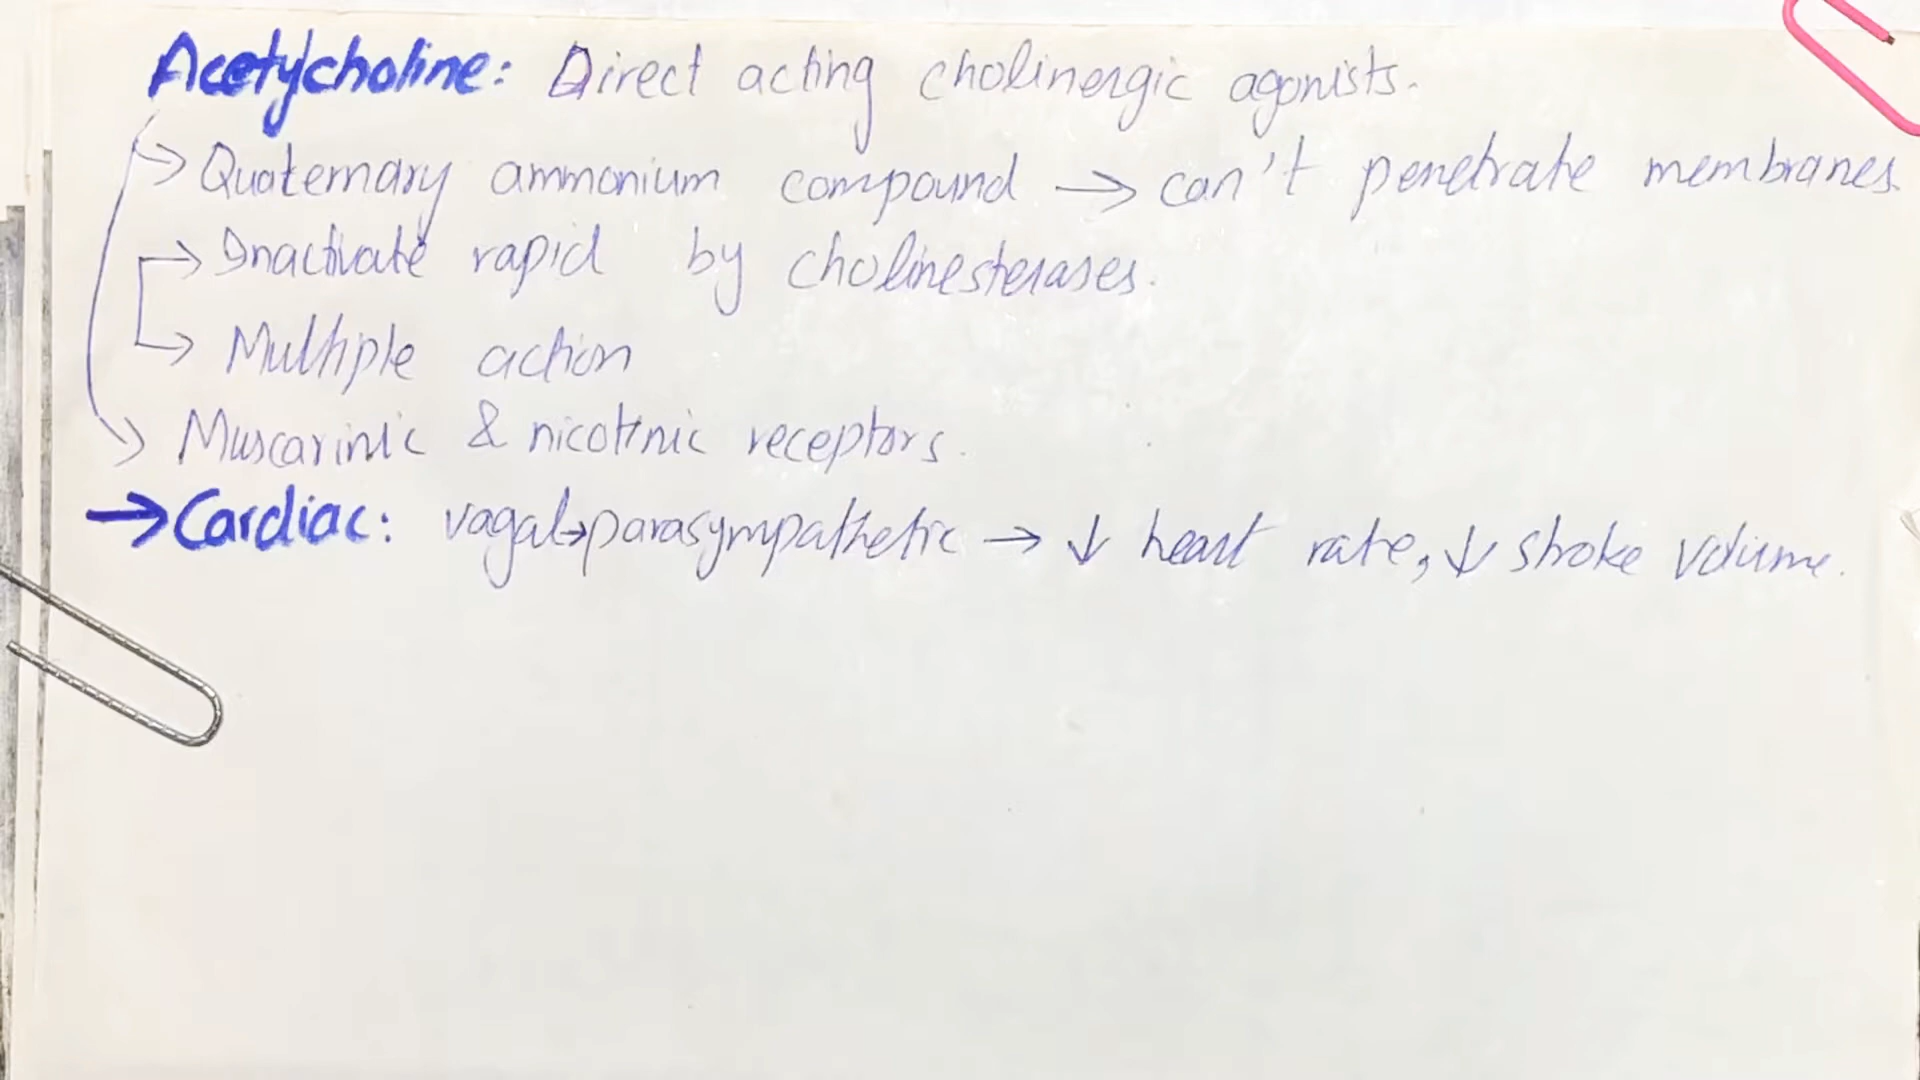 Acetycholine: Direct acting cholinergic agonists.
→ Quaternary ammonium compound → can't penetrate membranes.
→ Inactivate rapid by cholinesterases.
→ Multiple action
→ Muscarinic & nicotinic receptors.
→ Cardiac: vagal→parasympathetic → ↓ heart rate, ↓ stroke volume.